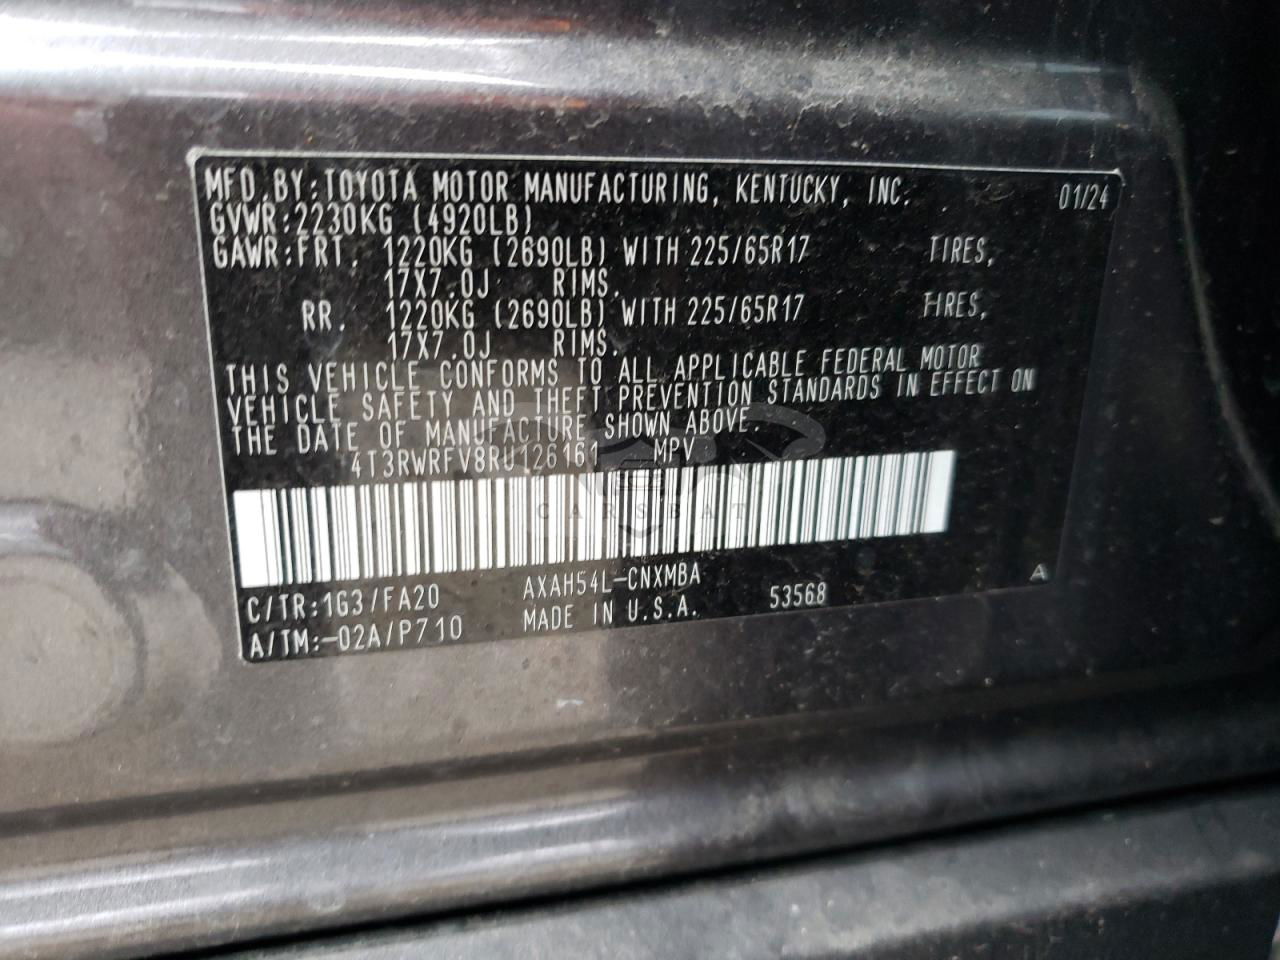 MFD.BY:TOYOTA MOTOR MANUFACTURING, KENTUCKY, INC. 01/24
GVWR:2230KG (4920LB)
GAWR:FRT. 1220KG (2690LB) WITH 225/65R17 TIRES,
17X7.0J RIMS.
RR. 1220KG (2690LB) WITH 225/65R17 TIRES,
17X7.0J RIMS.
THIS VEHICLE CONFORMS TO ALL APPLICABLE FEDERAL MOTOR
VEHICLE SAFETY AND THEFT PREVENTION STANDARDS IN EFFECT ON
THE DATE OF MANUFACTURE SHOWN ABOVE.
4T3RWRFV8RU126161 MPV
CARSBAT
C/TR:1G3/FA20 AXAH54L-CNXMBA 53568 A
A/TM:-02A/P710 MADE IN U.S.A.